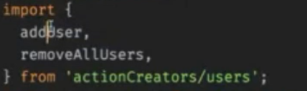 import {
  addUser,
  removeAllUsers,
} from 'actionCreators/users';